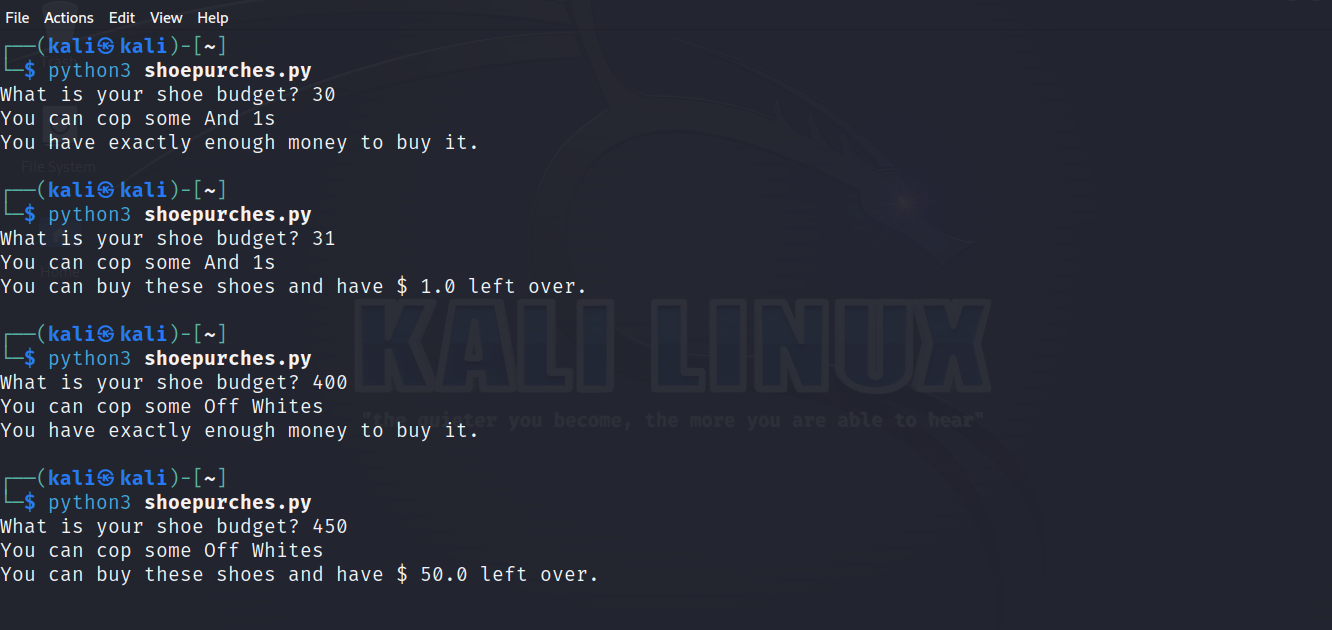 File Actions Edit View Help
┌──(kali㉿kali)-[~]
└─$ python3 shoepurches.py
What is your shoe budget? 30
You can cop some And 1s
You have exactly enough money to buy it.
File System
┌──(kali㉿kali)-[~]
└─$ python3 shoepurches.py
What is your shoe budget? 31
You can cop some And 1s
Home
You can buy these shoes and have $ 1.0 left over.
KALI LINUX
┌──(kali㉿kali)-[~]
└─$ python3 shoepurches.py
What is your shoe budget? 400
You can cop some Off Whites
"the quieter you become, the more you are able to hear"
You have exactly enough money to buy it.
┌──(kali㉿kali)-[~]
└─$ python3 shoepurches.py
What is your shoe budget? 450
You can cop some Off Whites
You can buy these shoes and have $ 50.0 left over.